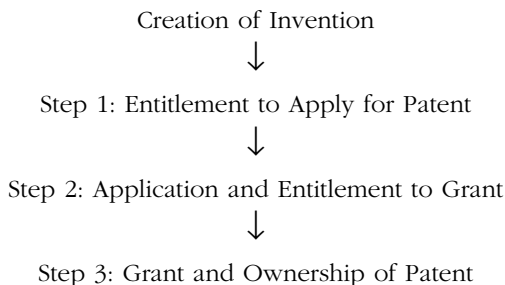 Creation of Invention
↓
Step 1: Entitlement to Apply for Patent
↓
Step 2: Application and Entitlement to Grant
↓
Step 3: Grant and Ownership of Patent